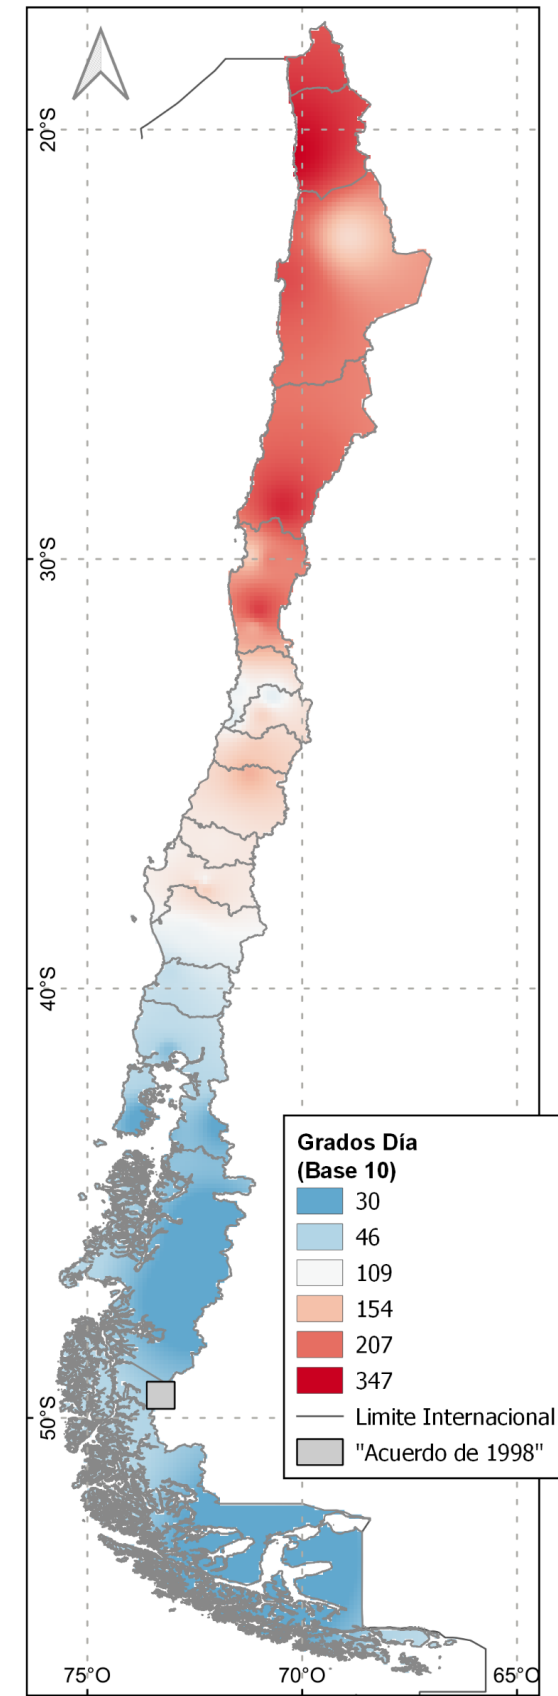 20°S
30°S
40°S
50°S
Grados Día
(Base 10)
30
46
109
154
207
347
Limite Internacional
"Acuerdo de 1998"
75°O
70°O
65°O